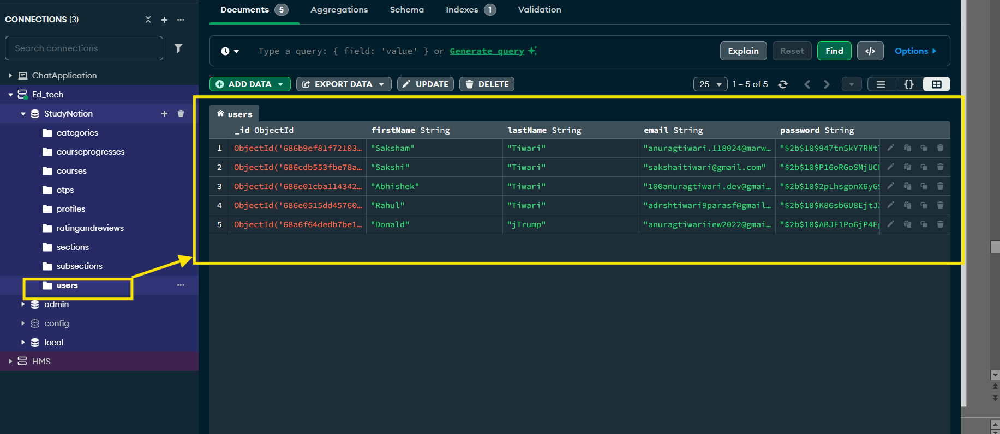 CONNECTIONS (3)
Search connections
ChatApplication
Ed_tech
StudyNotion
categories
courseprogresses
courses
otps
profiles
ratingandreviews
sections
subsections
users
admin
config
local
HMS
Documents 5 Aggregations Schema Indexes 1 Validation
Type a query: { field: 'value' } or Generate query
Explain Reset Find </> Options
ADD DATA EXPORT DATA UPDATE DELETE 25 1 – 5 of 5 {}
users
_id ObjectId firstName String lastName String email String password String
1 ObjectId('686b9ef81f72103… "Saksham" "Tiwari" "anuragtiwari.118024@marw… "$2b$10$947tn5kY7RNt
2 ObjectId('686cdb553fbe78a… "Sakshi" "Tiwari" "sakshaitiwari@gmail.com" "$2b$10$P16oRGoSMjUC
3 ObjectId('686e01cba114342… "Abhishek" "Tiwari" "100anuragtiwari.dev@gmai… "$2b$10$2pLhsgonX6yG
4 ObjectId('686e0515dd45760… "Rahul" "Tiwari" "adrshtiwari9parasf@gmail… "$2b$10$K86sbGU8EjtJ
5 ObjectId('68a6f64dedb7be1… "Donald" "jTrump" "anuragtiwariiew2022@gmai… "$2b$10$ABJF1Po6jP4E